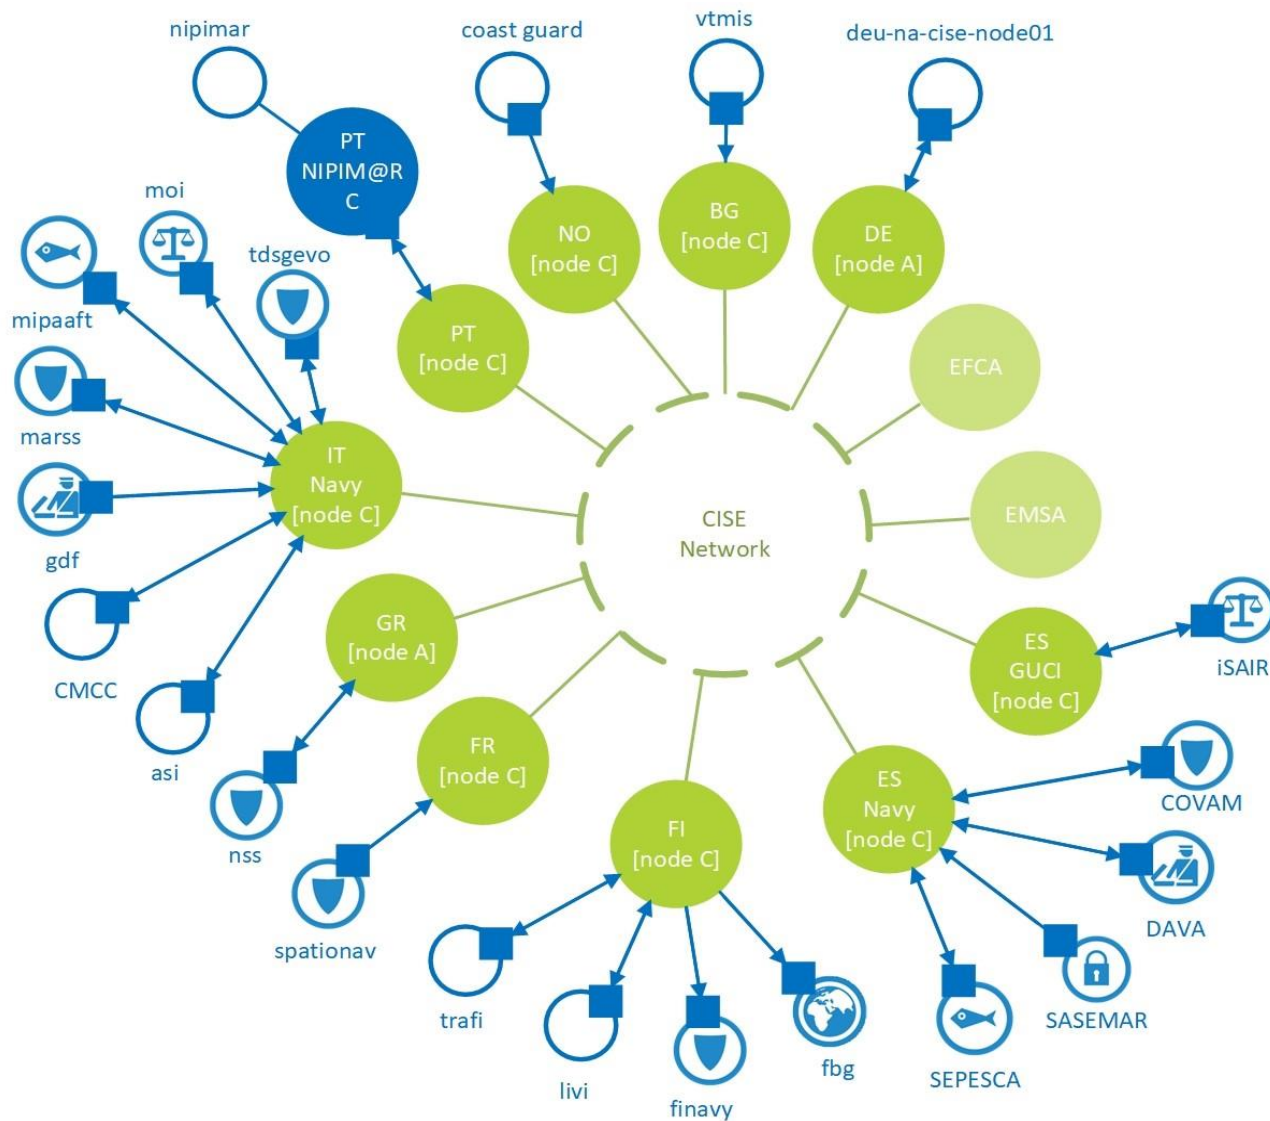 nipimar
coast guard
vtmis
deu-na-cise-node01
PT
NIPIM@R
C
moi
tdsgevo
mipaaft
marss
gdf
CMCC
asi
NO
[node C]
BG
[node C]
DE
[node A]
PT
[node C]
EFCA
IT
Navy
[node C]
CISE
Network
EMSA
GR
[node A]
ES
GUCI
[node C]
iSAIR
FR
[node C]
nss
spationav
FI
[node C]
ES
Navy
[node C]
COVAM
DAVA
SASEMAR
SEPESCA
trafi
livi
finavy
fbg